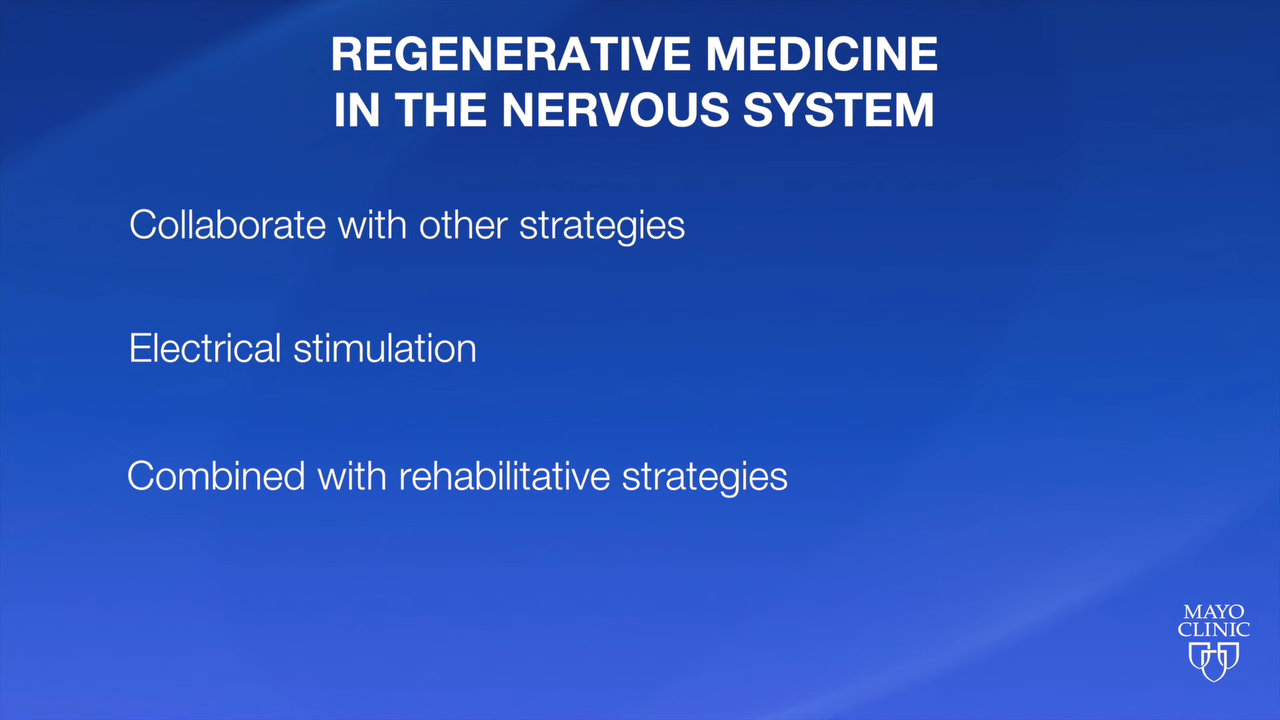 REGENERATIVE MEDICINE
IN THE NERVOUS SYSTEM
Collaborate with other strategies
Electrical stimulation
Combined with rehabilitative strategies
MAYO
CLINIC